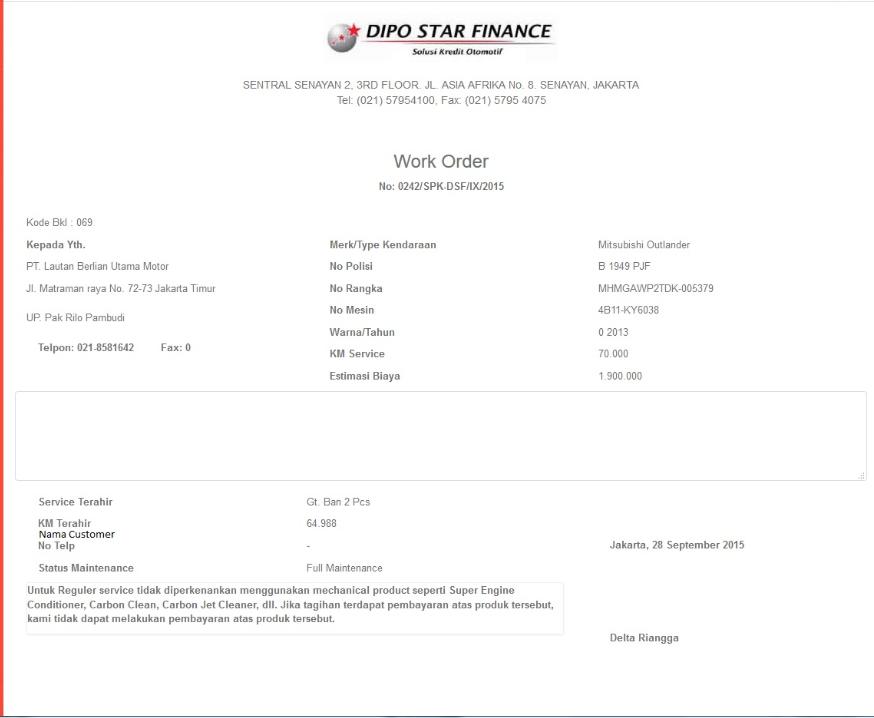 DIPO STAR FINANCE
Solusi Kredit Otomotif
SENTRAL SENAYAN 2, 3RD FLOOR. JL. ASIA AFRIKA No. 8. SENAYAN, JAKARTA
Tel: (021) 57954100, Fax: (021) 5795 4075
Work Order
No: 0242/SPK-DSF/IX/2015
Kode Bkl : 069
Kepada Yth.
PT. Lautan Berlian Utama Motor
Jl. Matraman raya No. 72-73 Jakarta Timur
UP. Pak Rilo Pambudi
Telpon: 021-8581642 Fax: 0
Merk/Type Kendaraan Mitsubishi Outlander
No Polisi B 1949 PJF
No Rangka MHMGAWP2TDK-005379
No Mesin 4B11-KY6038
Warna/Tahun 0 2013
KM Service 70.000
Estimasi Biaya 1.900.000
Service Terahir Gt. Ban 2 Pcs
KM Terahir 64.988
Nama Customer
No Telp -
Status Maintenance Full Maintenance
Untuk Reguler service tidak diperkenankan menggunakan mechanical product seperti Super Engine
Conditioner, Carbon Clean, Carbon Jet Cleaner, dll. Jika tagihan terdapat pembayaran atas produk tersebut,
kami tidak dapat melakukan pembayaran atas produk tersebut.
Jakarta, 28 September 2015
Delta Riangga